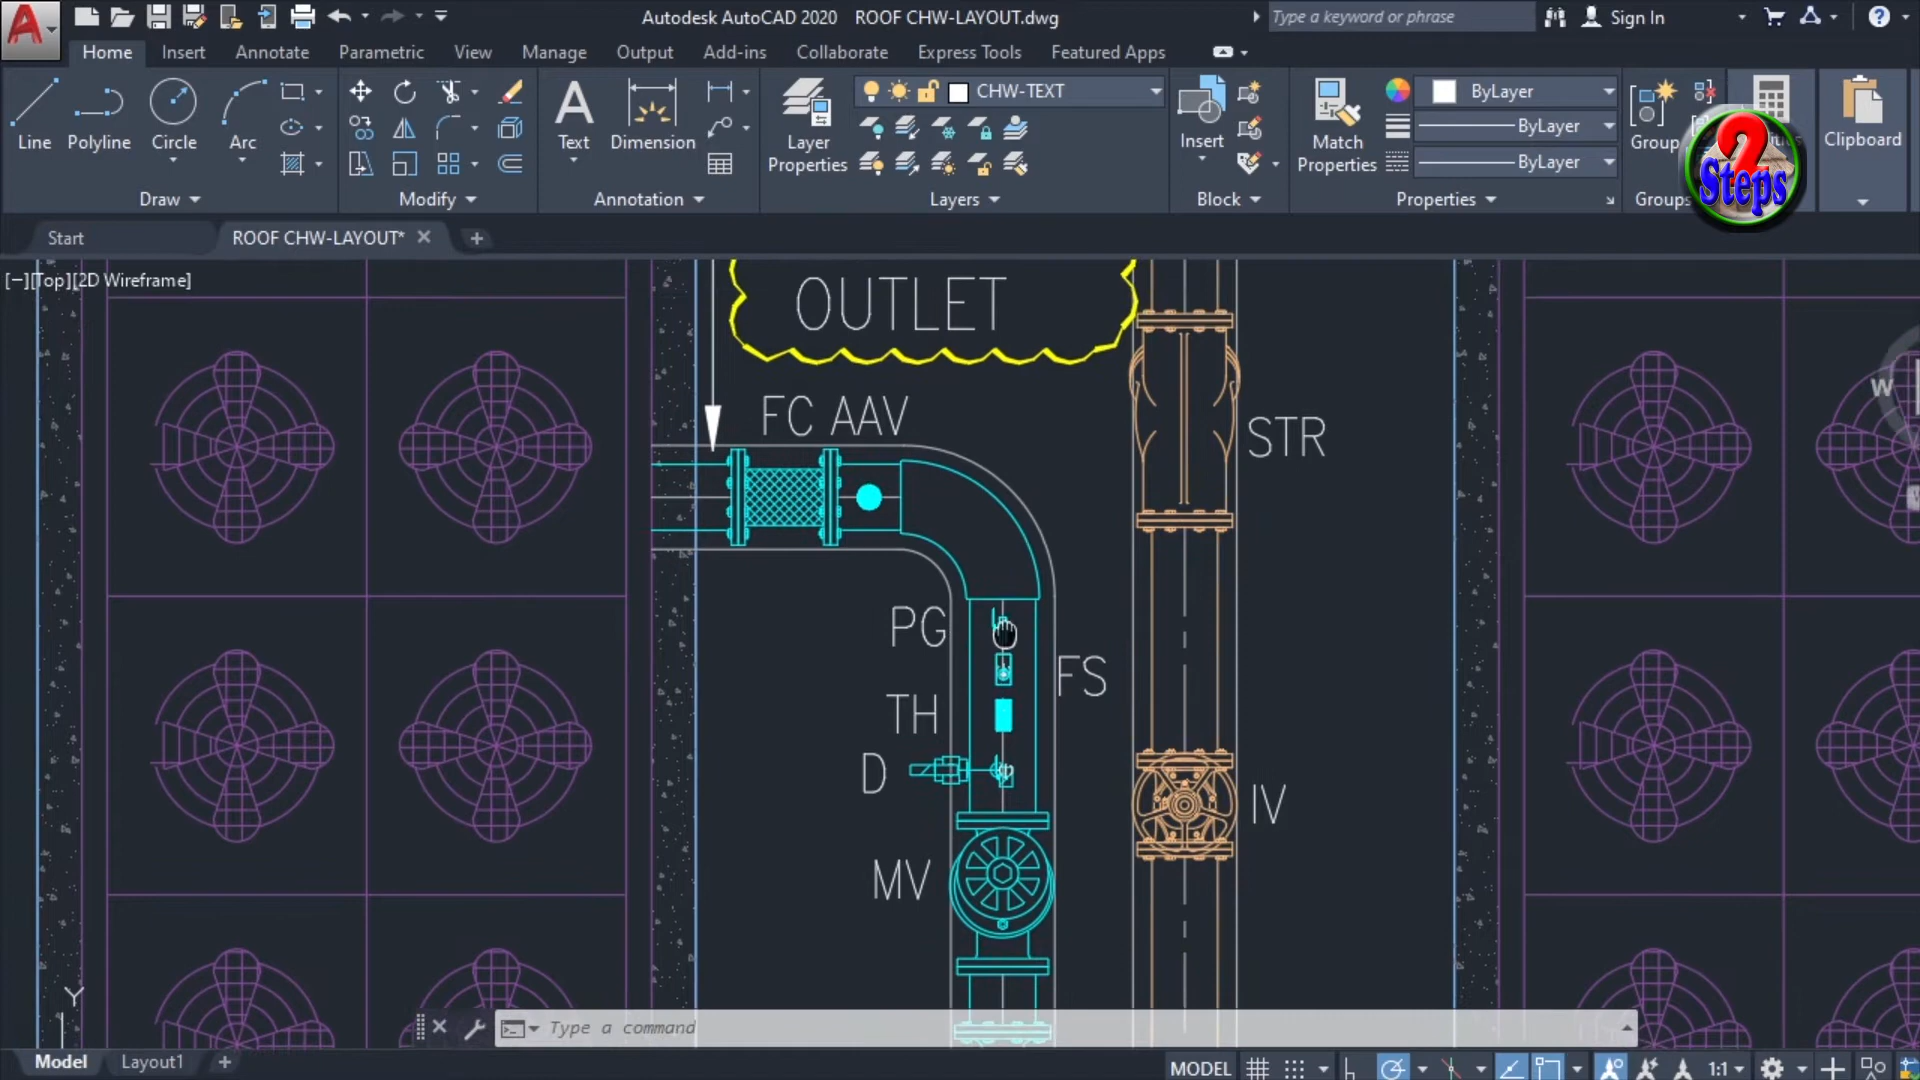 Autodesk AutoCAD 2020 ROOF CHW-LAYOUT.dwg
Type a keyword or phrase
Sign In
Home Insert Annotate Parametric View Manage Output Add-ins Collaborate Express Tools Featured Apps
Line Polyline Circle Arc
Text Dimension
Layer Properties
CHW-TEXT
Insert
Match Properties
ByLayer
ByLayer
ByLayer
Group
Clipboard
2 Steps
Draw Modify Annotation Layers Block Properties Groups
Start ROOF CHW-LAYOUT*
[−][Top][2D Wireframe]
OUTLET
FC AAV
STR
W
PG
FS
TH
D
IV
MV
Y
Type a command
Model Layout1
MODEL 1:1